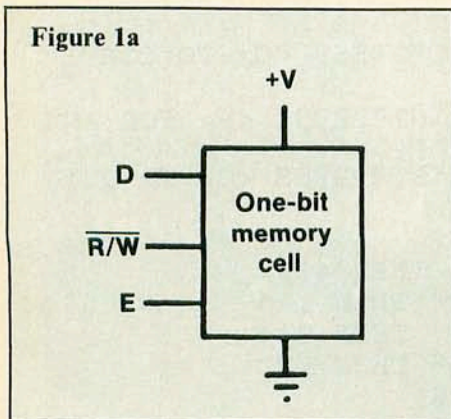 Figure 1a
+V
D
R/W
E
One-bit
memory
cell